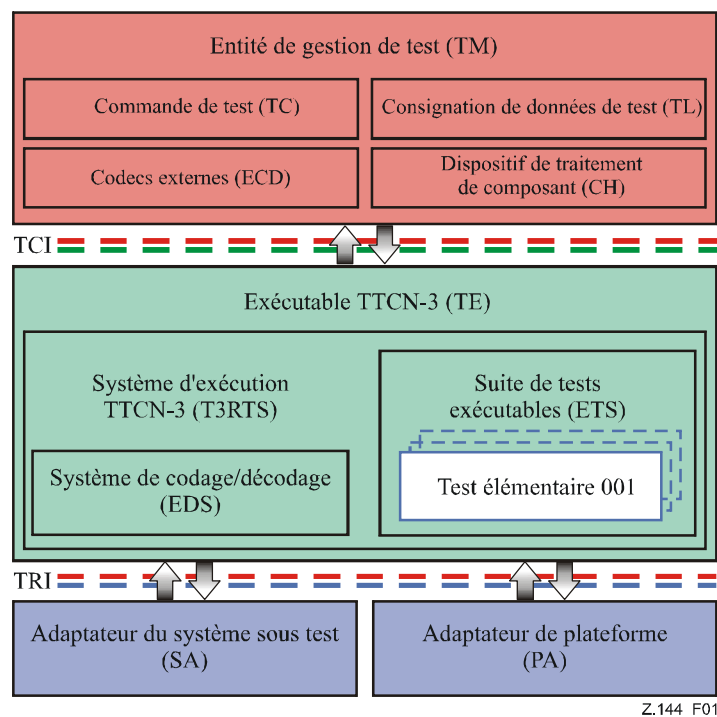 Entité de gestion de test (TM)
Commande de test (TC)
Consignation de données de test (TL)
Codecs externes (ECD)
Dispositif de traitement
de composant (CH)
TCI
Exécutable TTCN-3 (TE)
Système d'exécution
TTCN-3 (T3RTS)
Suite de tests
exécutables (ETS)
Système de codage/décodage
(EDS)
Test élémentaire 001
TRI
Adaptateur du système sous test
(SA)
Adaptateur de plateforme
(PA)
Z.144_F01